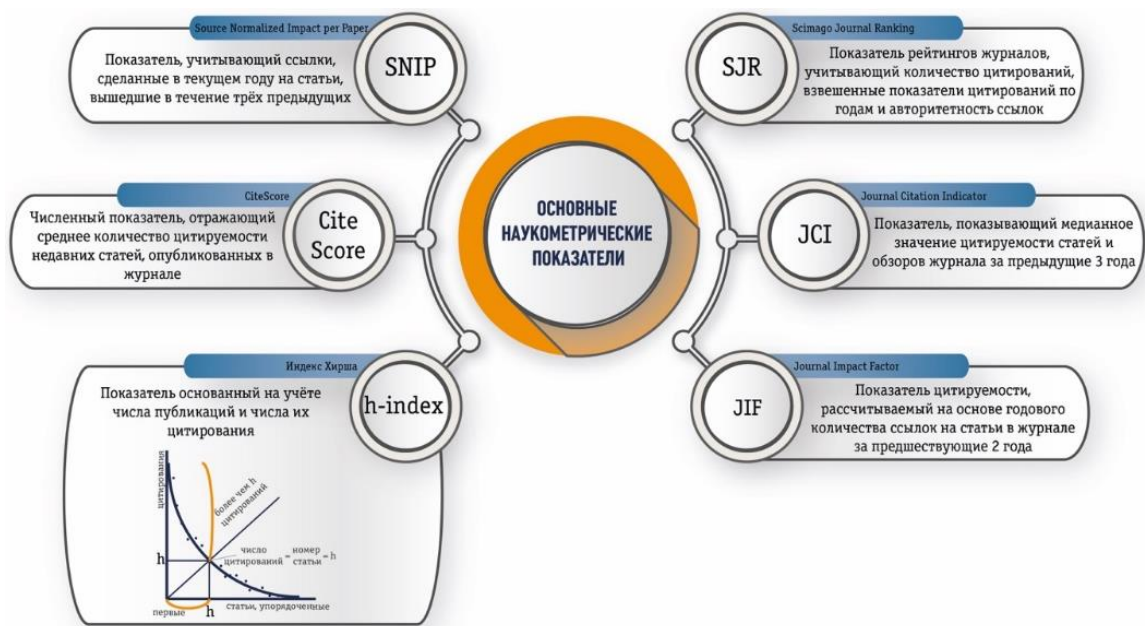 Source Normalized Impact per Paper
SNIP
Показатель, учитывающий ссылки,
сделанные в текущем году на статьи,
вышедшие в течение трёх предыдущих
CiteScore
Cite
Score
Численный показатель, отражающий
среднее количество цитируемости
недавних статей, опубликованных в
журнале
Индекс Хирша
h-index
Показатель основанный на учёте
числа публикаций и числа их
цитирования
цитирования
более чем h
цитирований
число
цитирований
=
номер
статьи
= h
h
первые
h
статьи, упорядоченные
ОСНОВНЫЕ
НАУКОМЕТРИЧЕСКИЕ
ПОКАЗАТЕЛИ
Scimago Journal Ranking
SJR
Показатель рейтингов журналов,
учитывающий количество цитирований,
взвешенные показатели цитирований по
годам и авторитетность ссылок
Journal Citation Indicator
JCI
Показатель, показывающий медианное
значение цитируемости статей и
обзоров журнала за предыдущие 3 года
Journal Impact Factor
JIF
Показатель цитируемости,
рассчитываемый на основе годового
количества ссылок на статьи в журнале
за предшествующие 2 года